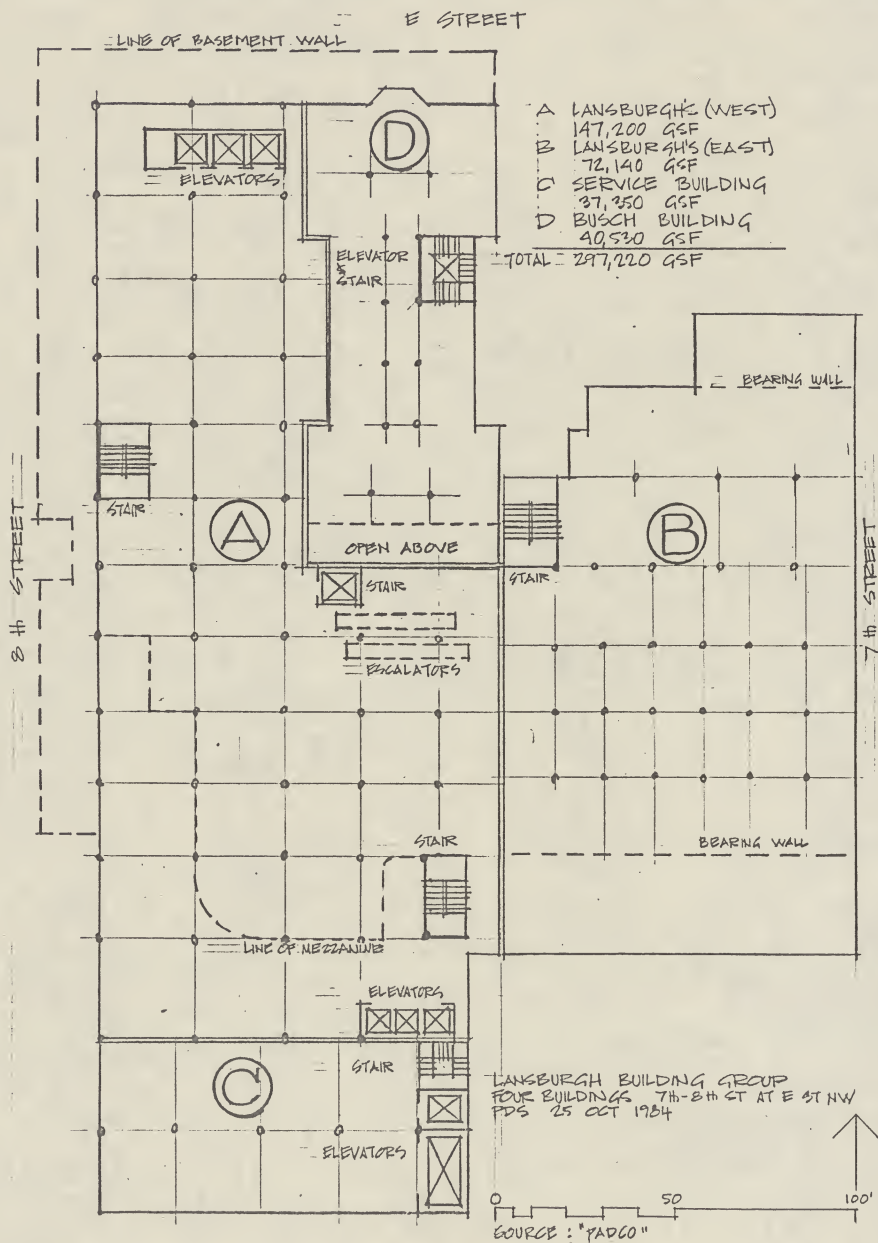 E STREET
LINE OF BASEMENT WALL
A LANSBURGH'S (WEST)
147,200 GSF
B LANSBURGH'S (EAST)
72,140 GSF
C SERVICE BUILDING
37,350 GSF
D BUSCH BUILDING
40,530 GSF
TOTAL 297,220 GSF
D
ELEVATORS
ELEVATOR
&
STAIR
BEARING WALL
STAIR
A
B
8TH STREET
7TH STREET
OPEN ABOVE
STAIR
STAIR
ESCALATORS
STAIR
BEARING WALL
LINE OF MEZZANINE
ELEVATORS
STAIR
C
ELEVATORS
LANSBURGH BUILDING GROUP
FOUR BUILDINGS 7TH-8TH ST AT E ST NW
PDS 25 OCT 1984
0 50 100'
SOURCE: "PADCO"